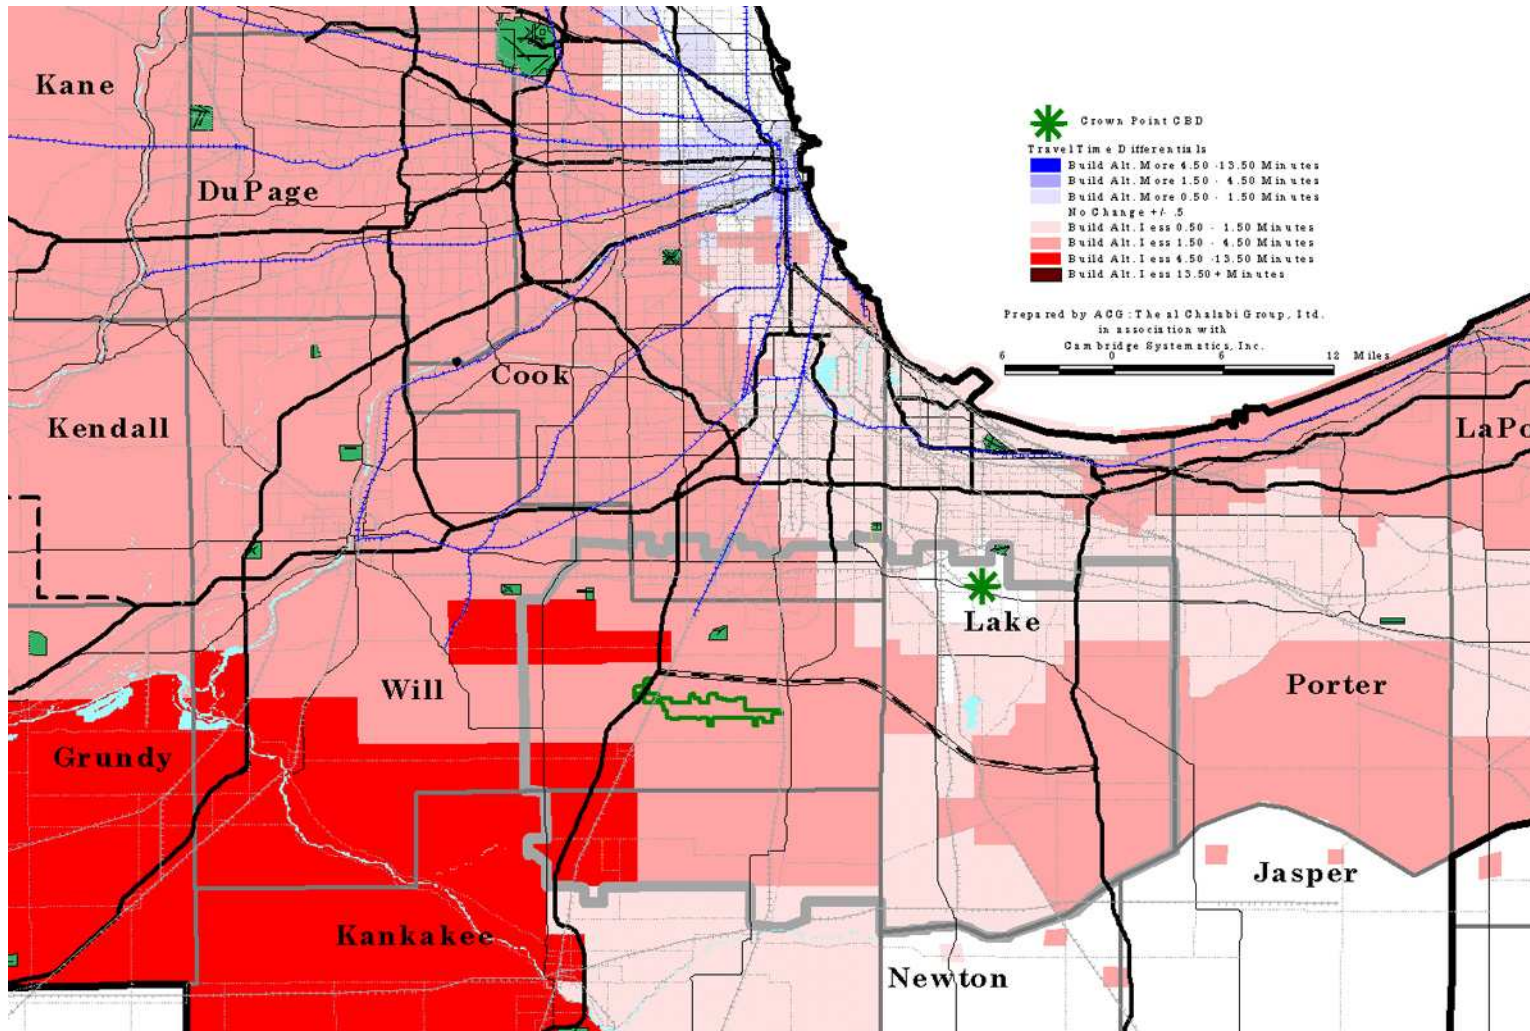 Kane
Crown Point CBD
Travel Time Differentials
Build Alt. More 4.50 -13.50 Minutes
Build Alt. More 1.50 - 4.50 Minutes
Build Alt. More 0.50 - 1.50 Minutes
No Change +/- .5
Build Alt. Less 0.50 - 1.50 Minutes
Build Alt. Less 1.50 - 4.50 Minutes
Build Alt. Less 4.50 -13.50 Minutes
Build Alt. Less 13.50+ Minutes
DuPage
Prepared by ACG: The al Chalabi Group, Ltd.
in association with
Cambridge Systematics, Inc.
6 0 6 12 Miles
Cook
Kendall
LaPo
Lake
Will
Porter
Grundy
Jasper
Kankakee
Newton